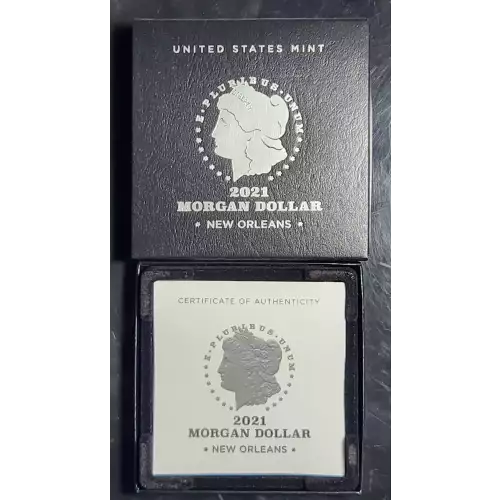 UNITED STATES MINT
E·PLURIBUS·UNUM
2021
MORGAN DOLLAR
* NEW ORLEANS *
CERTIFICATE OF AUTHENTICITY
E·PLURIBUS·UNUM
2021
MORGAN DOLLAR
* NEW ORLEANS *